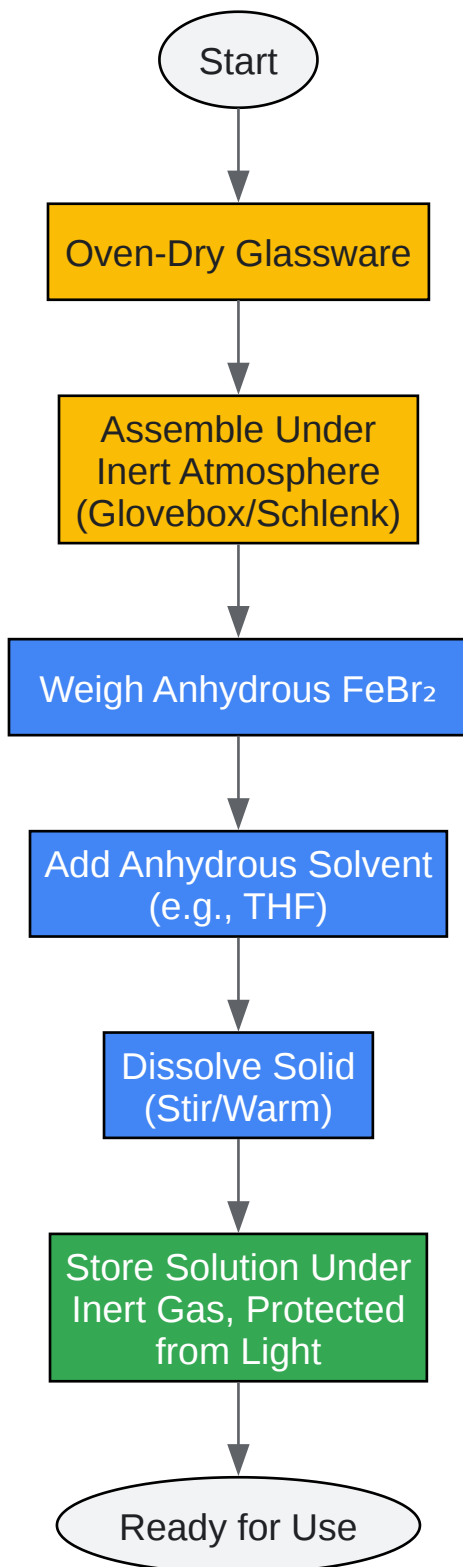 Start
Oven-Dry Glassware
Assemble Under
Inert Atmosphere
(Glovebox/Schlenk)
Weigh Anhydrous FeBr₂
Add Anhydrous Solvent
(e.g., THF)
Dissolve Solid
(Stir/Warm)
Store Solution Under
Inert Gas, Protected
from Light
Ready for Use